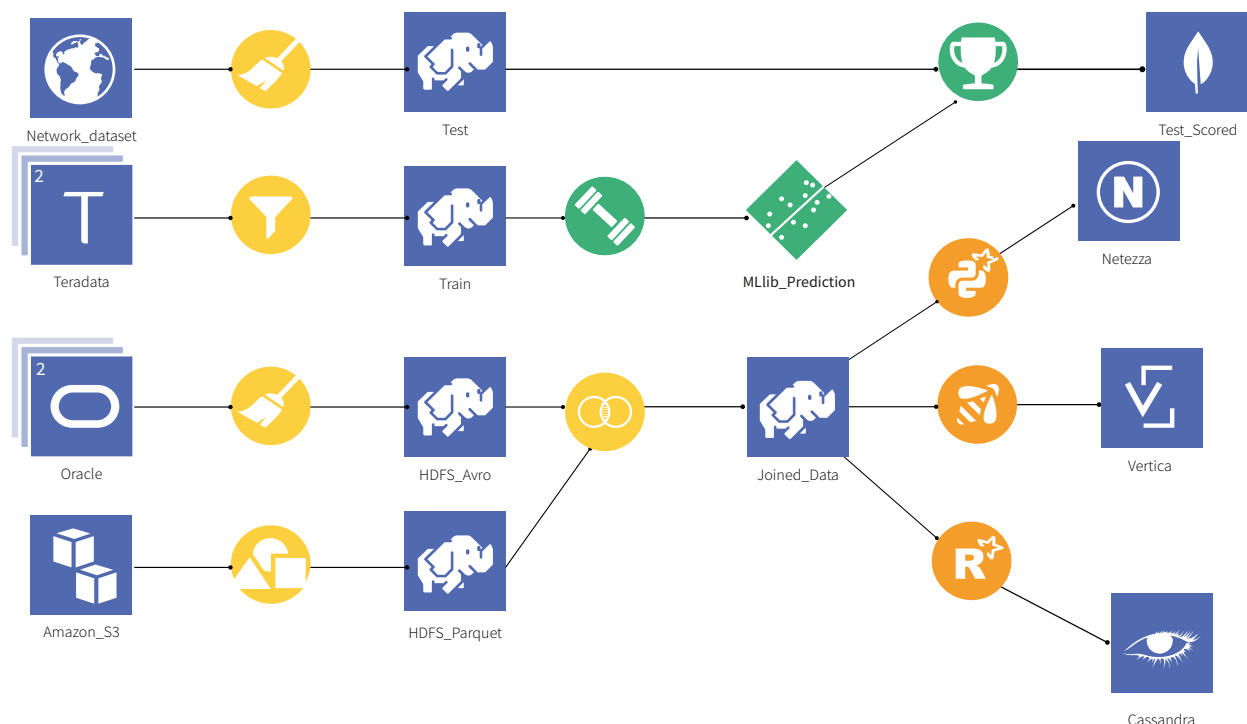 Network_dataset
Test
Test_Scored
2
T
Teradata
Train
MLlib_Prediction
N
Netezza
2
Oracle
HDFS_Avro
Joined_Data
Vertica
Amazon_S3
HDFS_Parquet
R
Cassandra